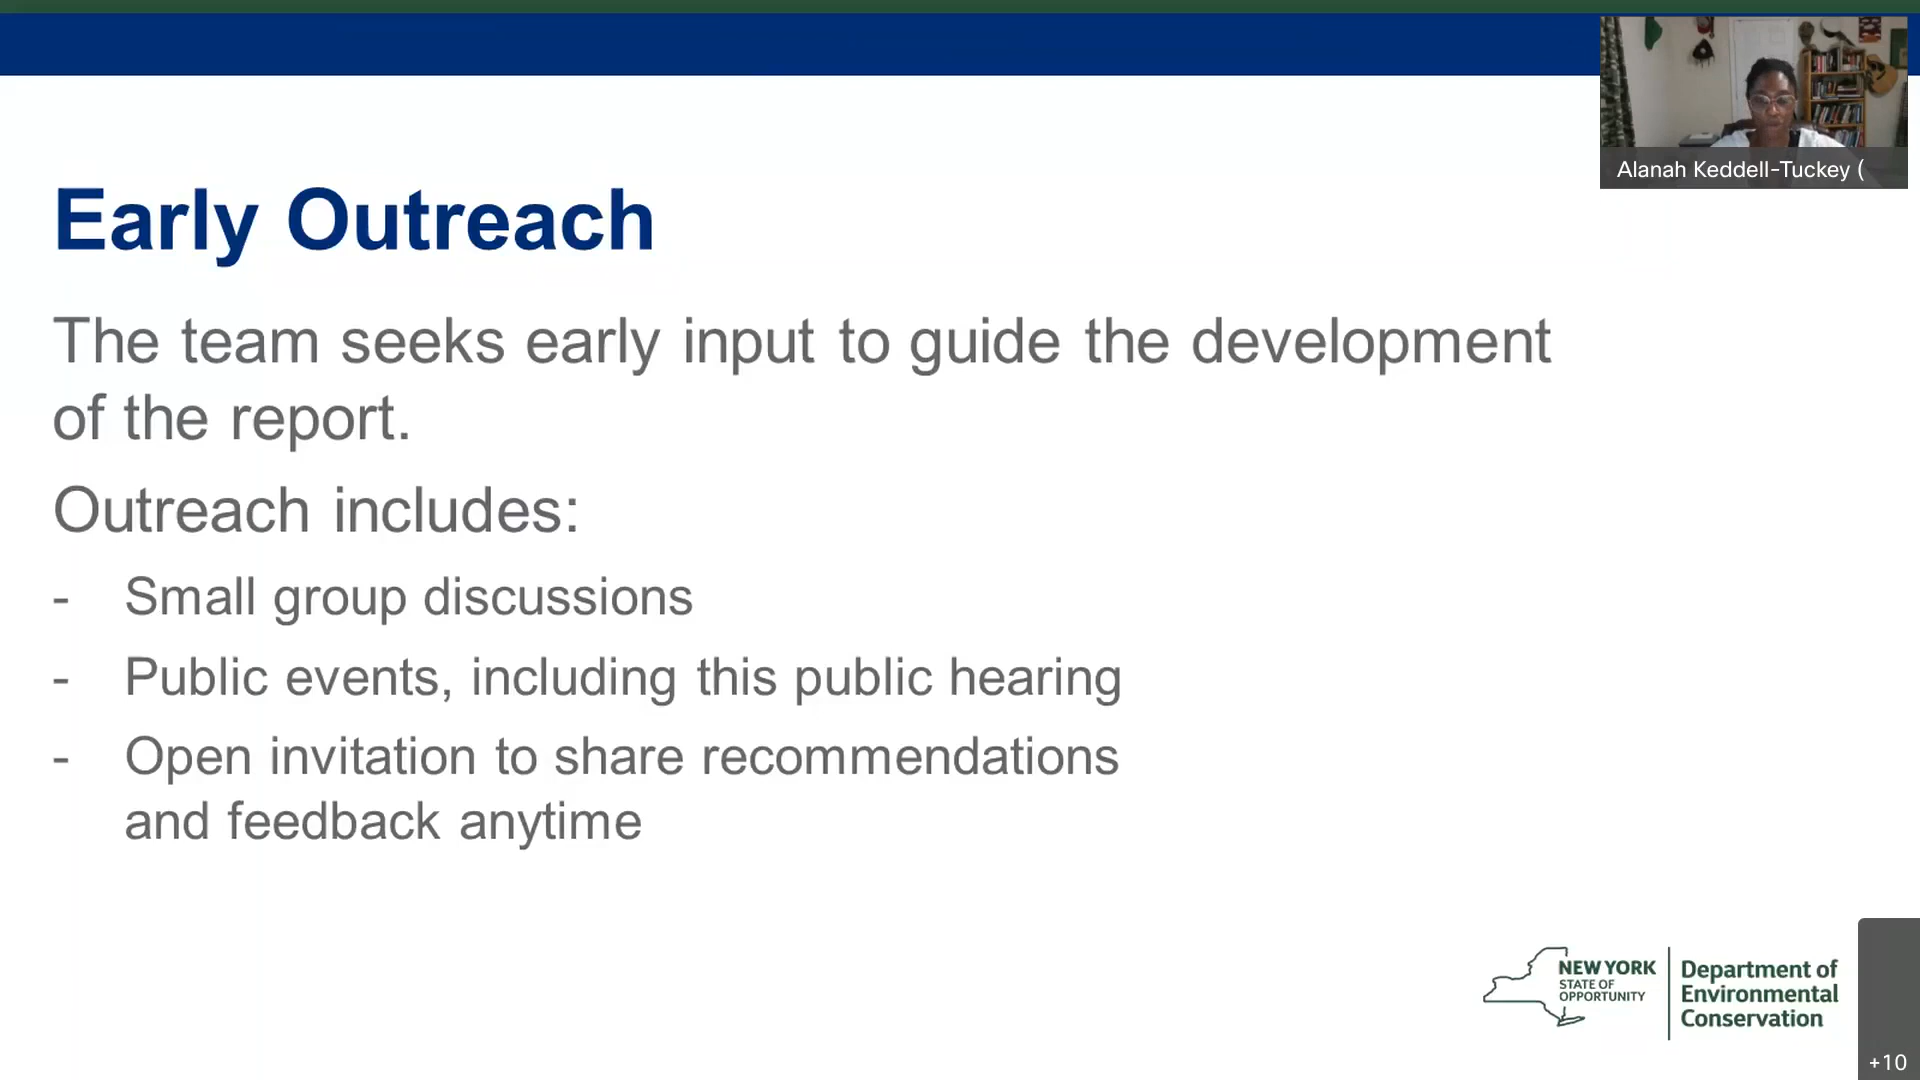 Alanah Keddell-Tuckey (
Early Outreach
The team seeks early input to guide the development
of the report.
Outreach includes:
- Small group discussions
- Public events, including this public hearing
- Open invitation to share recommendations
and feedback anytime
NEW YORK
STATE OF
OPPORTUNITY
Department of
Environmental
Conservation
+10